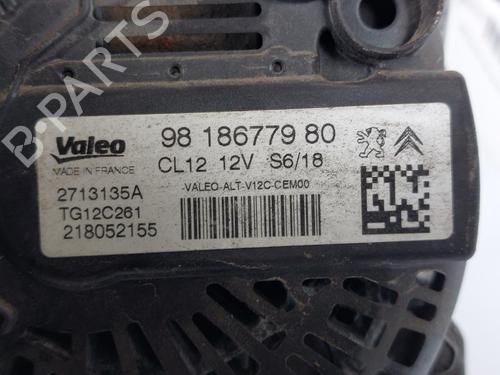 B-PARTS
Valeo
MADE IN FRANCE
98 186779 80
CL12 12V S6/18
VALEO-ALT-V12C-CEM00
2713135A
TG12C261
218052155